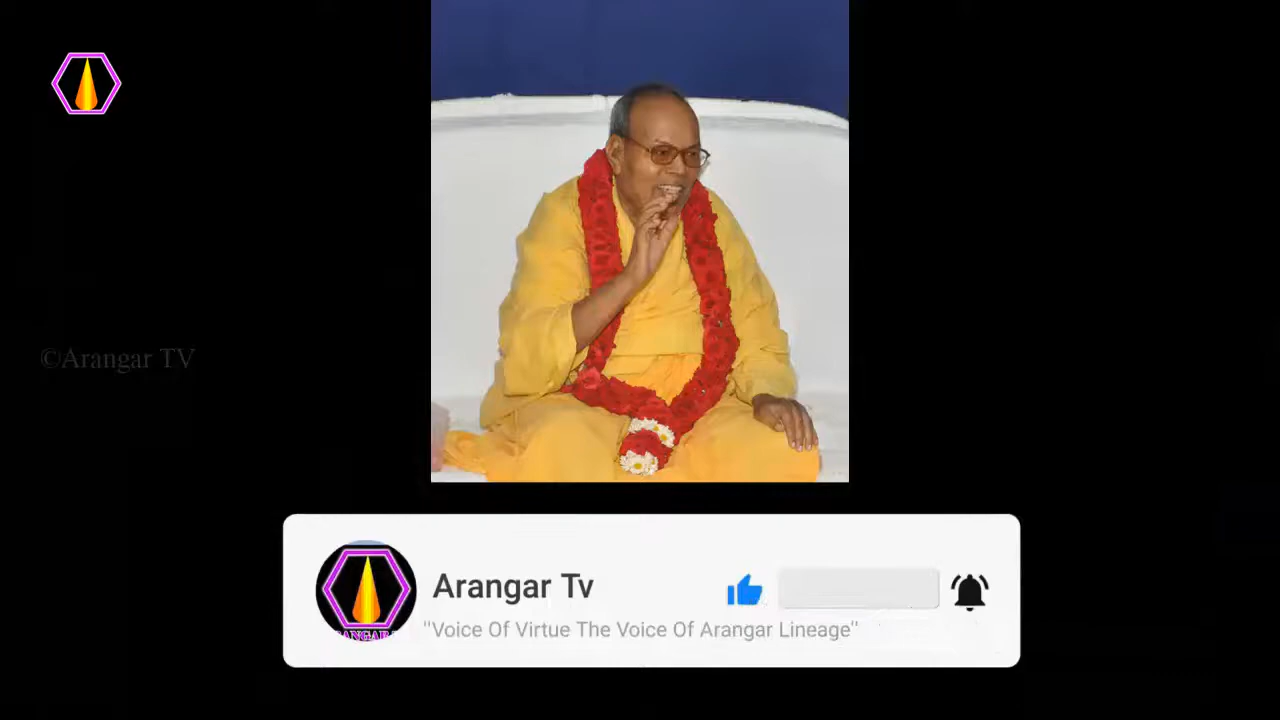 ©Arangar TV
Arangar Tv
"Voice Of Virtue The Voice Of Arangar Lineage"